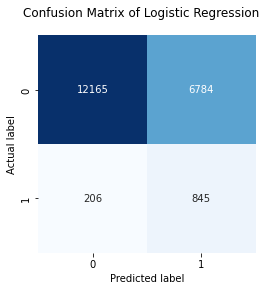 Confusion Matrix of Logistic Regression
0 12165 6784
Actual label
1 206 845
0 1
Predicted label